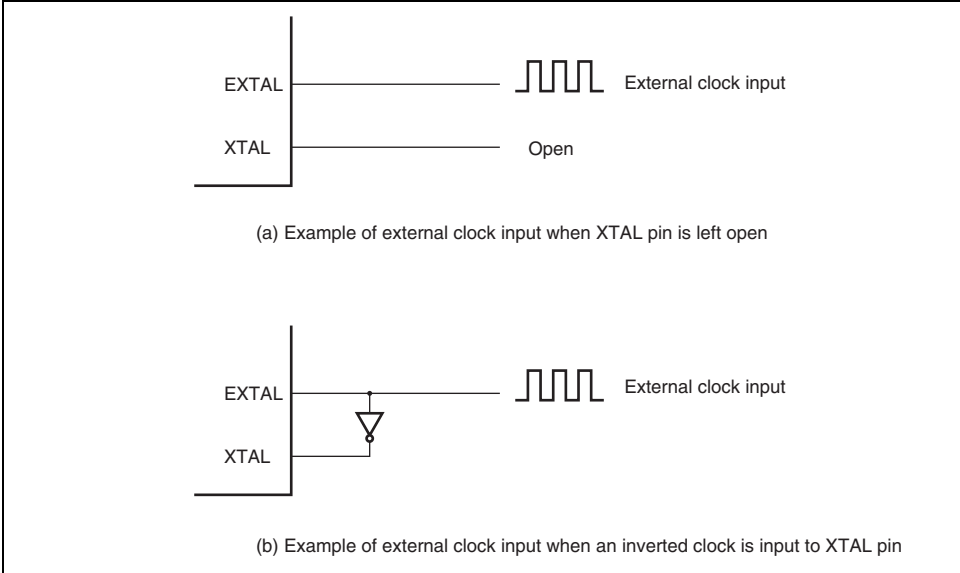 EXTAL
External clock input
XTAL
Open
(a) Example of external clock input when XTAL pin is left open
EXTAL
External clock input
XTAL
(b) Example of external clock input when an inverted clock is input to XTAL pin